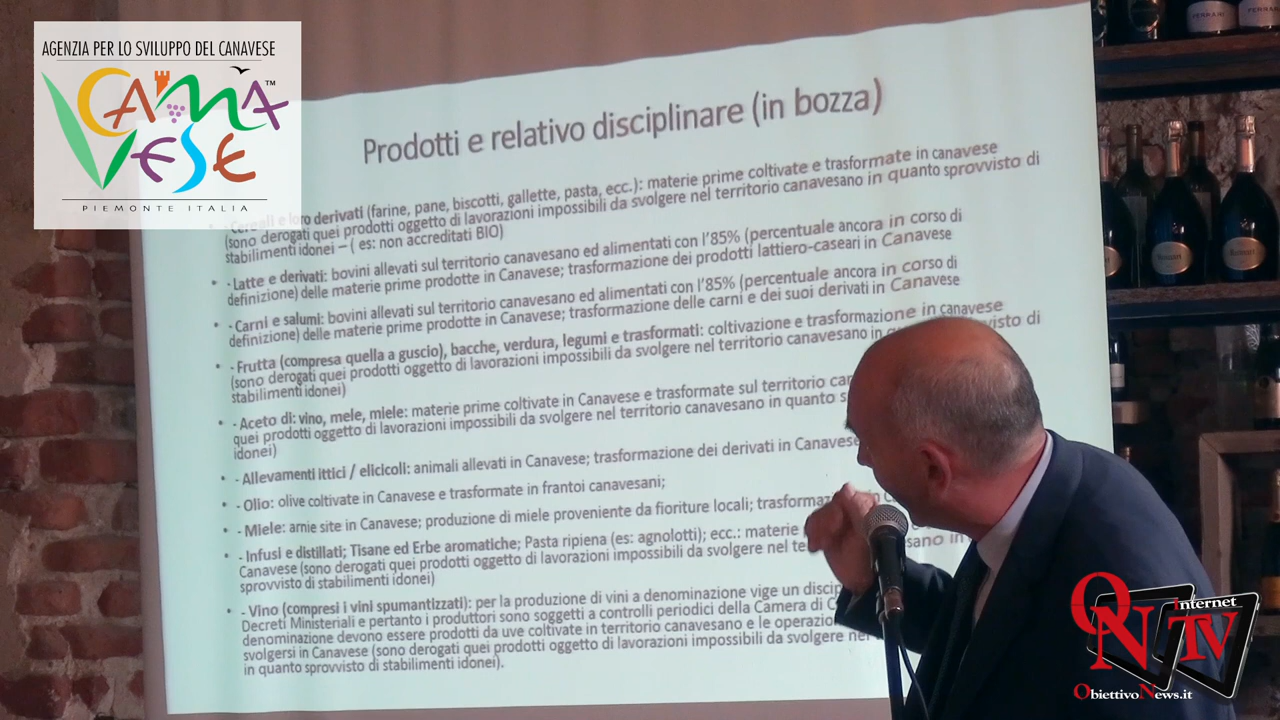 AGENZIA PER LO SVILUPPO DEL CANAVESE
CANAVESE™
PIEMONTE ITALIA
Prodotti e relativo disciplinare (in bozza)
• - Cereali e loro derivati (farine, pane, biscotti, gallette, pasta, ecc.): materie prime coltivate e trasformate in canavese
(sono derogati quei prodotti oggetto di lavorazioni impossibili da svolgere nel territorio canavesano in quanto sprovvisto di
stabilimenti idonei – ( es: non accreditati BIO)
• - Latte e derivati: bovini allevati sul territorio canavesano ed alimentati con l'85% (percentuale ancora in corso di
definizione) delle materie prime prodotte in Canavese; trasformazione dei prodotti lattiero-caseari in Canavese
• - Carni e salumi: bovini allevati sul territorio canavesano ed alimentati con l'85% (percentuale ancora in corso di
definizione) delle materie prime prodotte in Canavese; trasformazione delle carni e dei suoi derivati in Canavese
• - Frutta (compresa quella a guscio), bacche, verdura, legumi e trasformati: coltivazione e trasformazione in canavese
(sono derogati quei prodotti oggetto di lavorazioni impossibili da svolgere nel territorio canavesano in di
stabilimenti idonei)
• - Aceto di: vino, mele, miele: materie prime coltivate in Canavese e trasformate sul territorio
quei prodotti oggetto di lavorazioni impossibili da svolgere nel territorio canavesano in quanto
idonei)
• - Allevamenti ittici / elicicoli: animali allevati in Canavese; trasformazione dei derivati in Canavese
• - Olio: olive coltivate in Canavese e trasformate in frantoi canavesani;
• - Miele: arnie site in Canavese; produzione di miele proveniente da fioriture locali;
• - Infusi e distillati; Tisane ed Erbe aromatiche; Pasta ripiena (es: agnolotti); ecc.: materie
Canavese (sono derogati quei prodotti oggetto di lavorazioni impossibili da svolgere nel in
sprovvisto di stabilimenti idonei)
• - Vino (compresi i vini spumantizzati): per la produzione di vini a denominazione vige un
Decreti Ministeriali e pertanto i produttori sono soggetti a controlli periodici della Camera di
denominazione devono essere prodotti da uve coltivate in territorio canavesano e le
svolgersi in Canavese (sono derogati quei prodotti oggetto di lavorazioni impossibili da svolgere nel
in quanto sprovvisto di stabilimenti idonei).
FERRARI
ON Internet TV
ObiettivoNews.it